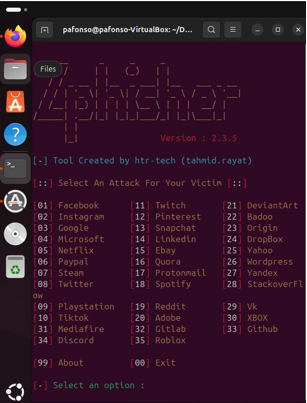 pafonso@pafonso-VirtualBox: ~/D...
Files
Version : 2.3.5
[-] Tool Created by htr-tech (tahmid.rayat)
[::] Select An Attack For Your Victim [::]
[01] Facebook [11] Twitch [21] DeviantArt
[02] Instagram [12] Pinterest [22] Badoo
[03] Google [13] Snapchat [23] Origin
[04] Microsoft [14] Linkedin [24] DropBox
[05] Netflix [15] Ebay [25] Yahoo
[06] Paypal [16] Quora [26] Wordpress
[07] Steam [17] Protonmail [27] Yandex
[08] Twitter [18] Spotify [28] StackoverFl
ow
[09] Playstation [19] Reddit [29] Vk
[10] Tiktok [20] Adobe [30] XBOX
[31] Mediafire [32] Gitlab [33] Github
[34] Discord [35] Roblox
[99] About [00] Exit
[-] Select an option :